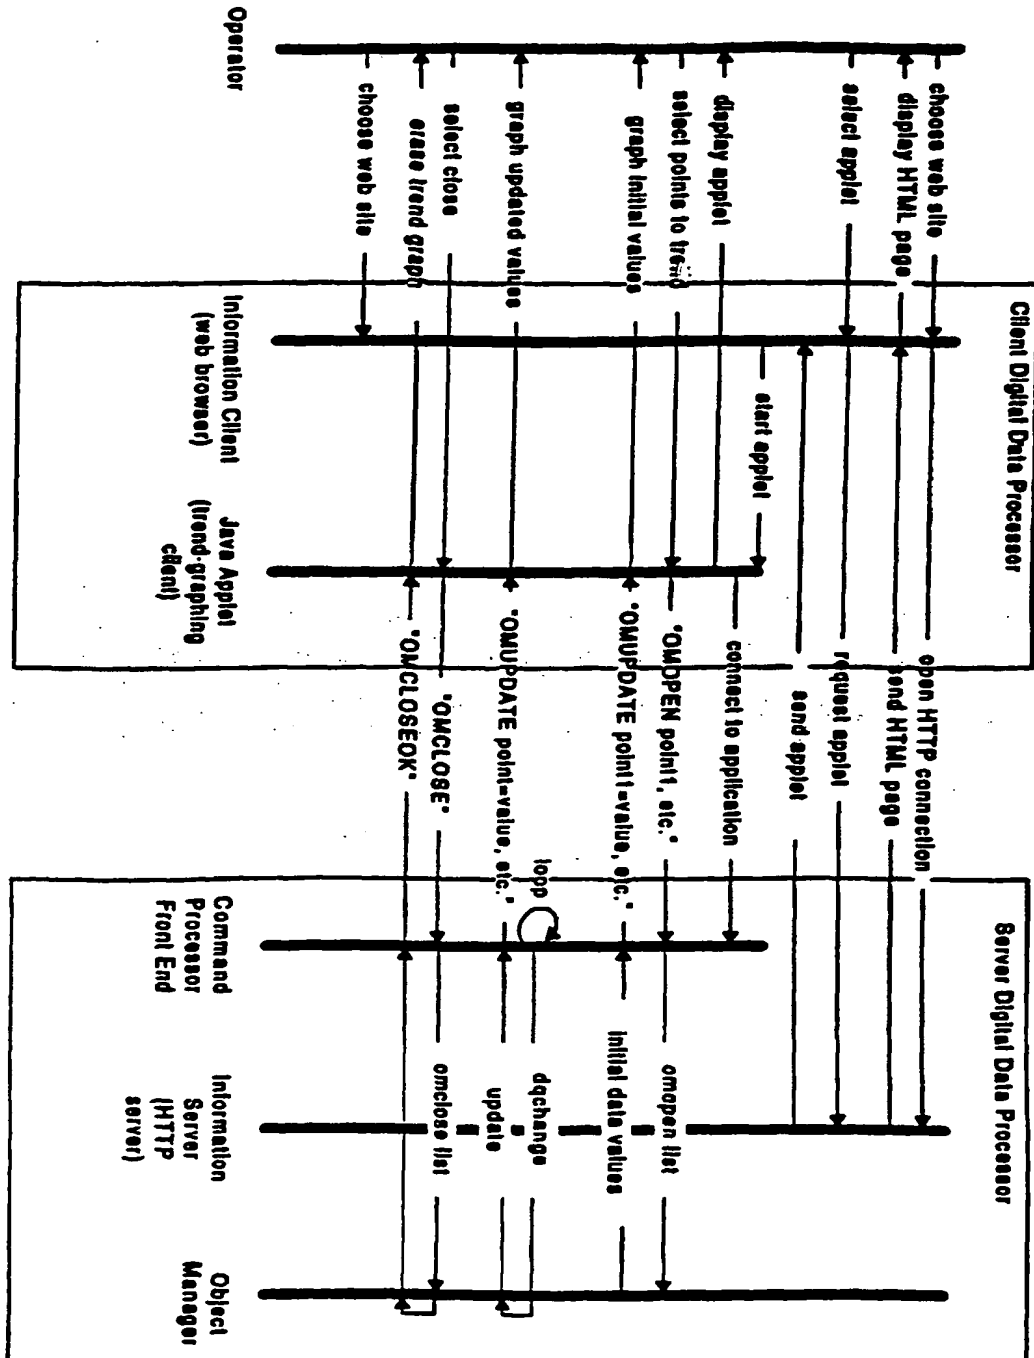 Client Digital Data Processor
Server Digital Data Processor
choose web site
open HTTP connection
display HTML page
send HTML page
select applet
request applet
send applet
start applet
connect to application
display applet
select points to trend
"OMOPEN point1, etc."
omopen list
graph initial values
"OMUPDATE point1=value, etc."
initial data values
loop
dqchange
graph updated values
"OMUPDATE point=value, etc."
update
select close
"OMCLOSE"
omclose list
erase trend graph
"OMCLOSEOK"
choose web site
Operator
Information Client
(web browser)
Java Applet
(trend-graphing
client)
Command
Processor
Front End
Information
Server
(HTTP
server)
Object
Manager